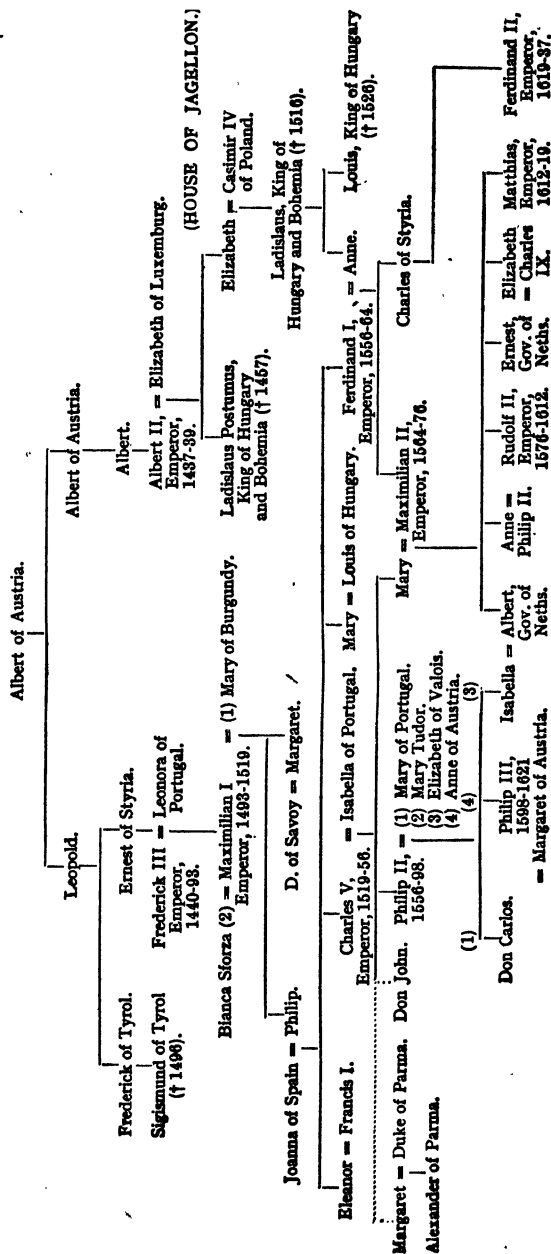 Albert of Austria.
Leopold.
Albert of Austria.
Frederick of Tyrol.
Ernest of Styria.
Albert.
Sigismund of Tyrol
(† 1496).
Frederick III = Leonora of
Emperor, Portugal.
1440-93.
Albert II, = Elizabeth of Luxemburg.
Emperor,
1437-39.
(HOUSE OF JAGELLON.)
Bianca Sforza (2) = Maximilian I = (1) Mary of Burgundy.
Emperor, 1493-1519.
Ladislaus Postumus,
King of Hungary
and Bohemia († 1457).
Elizabeth = Casimir IV
of Poland.
Joanna of Spain = Philip.
D. of Savoy = Margaret.
Ladislaus, King of
Hungary and Bohemia († 1516).
Eleanor = Francis I.
Charles V, = Isabella of Portugal.
Emperor, 1519-56.
Mary = Louis of Hungary.
Ferdinand I, = Anne.
Emperor, 1556-64.
Louis, King of Hungary
(† 1526).
Margaret = Duke of Parma.
Don John.
Philip II, = (1) Mary of Portugal.
1556-98. (2) Mary Tudor.
(3) Elizabeth of Valois.
(4) Anne of Austria.
Mary = Maximilian II,
Emperor, 1564-76.
Charles of Styria.
Alexander of Parma.
(1)
(4)
(3)
Don Carlos.
Philip III,
1598-1621
= Margaret of Austria.
Isabella = Albert,
Gov. of
Neths.
Anne =
Philip II.
Rudolf II,
Emperor,
1576-1612.
Ernest,
Gov. of
Neths.
Elizabeth
= Charles
IX.
Matthias,
Emperor,
1612-19.
Ferdinand II,
Emperor,
1619-37.